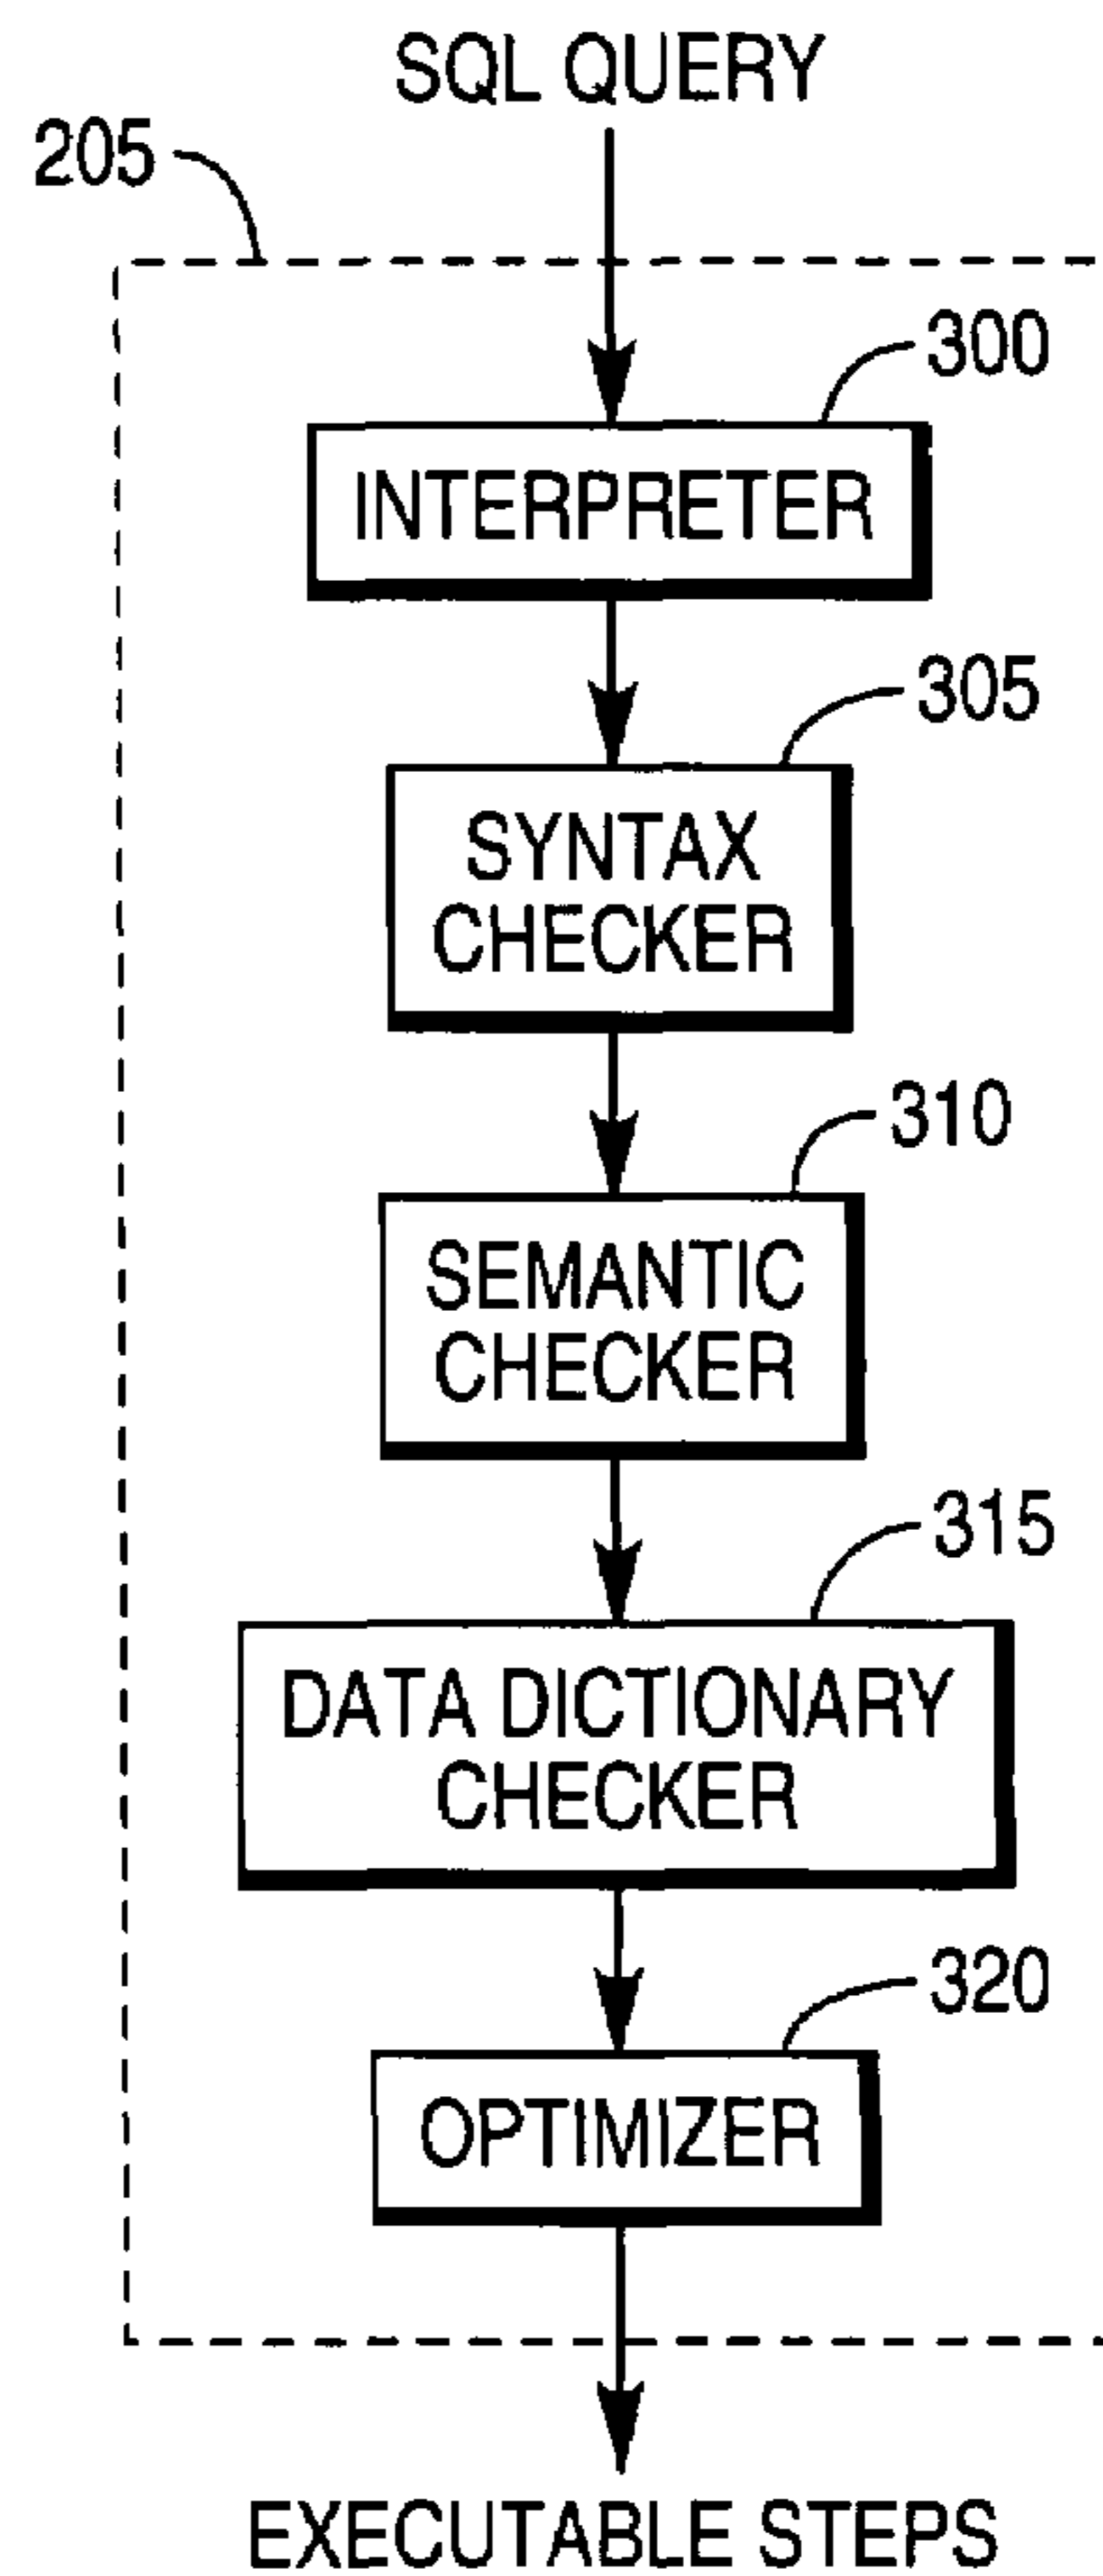 SQL QUERY
205
300
INTERPRETER
305
SYNTAX
CHECKER
310
SEMANTIC
CHECKER
315
DATA DICTIONARY
CHECKER
320
OPTIMIZER
EXECUTABLE STEPS